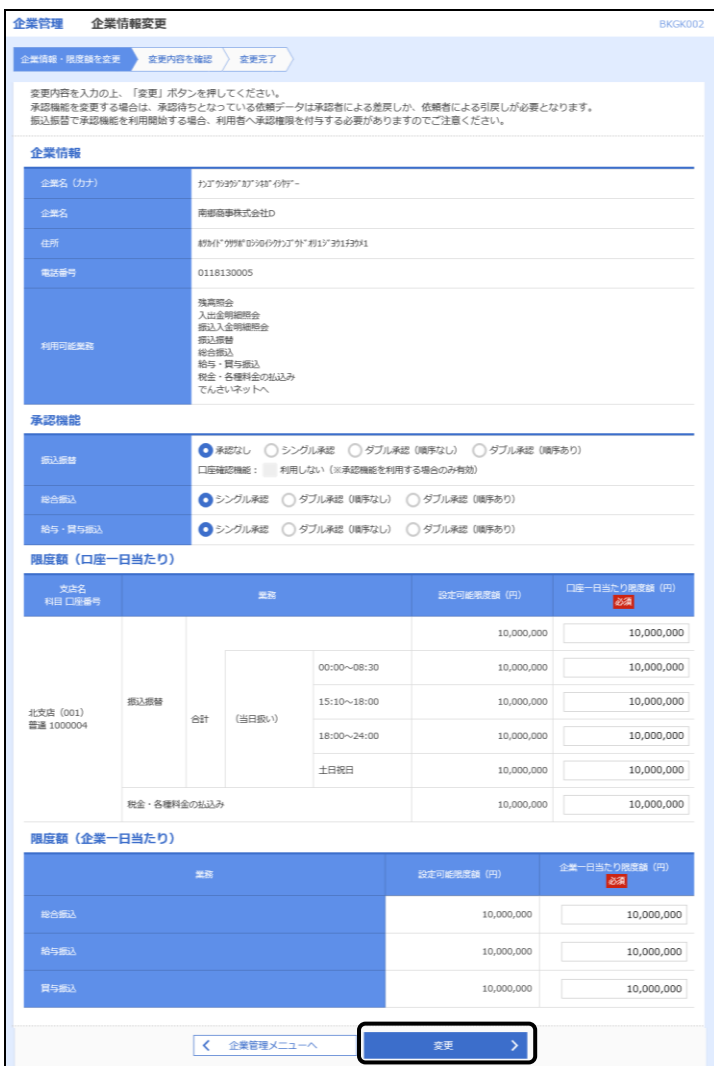 企業管理 企業情報変更 BKGK002
企業情報・限度額を変更 変更内容を確認 変更完了
変更内容を入力の上、「変更」ボタンを押してください。
承認機能を変更する場合は、承認待ちとなっている依頼データは承認者による差戻しか、依頼者による引戻しが必要となります。
振込振替で承認機能を利用開始する場合、利用者へ承認権限を付与する必要がありますのでご注意ください。
企業情報
企業名（カナ） ﾅﾝｺﾞｳｼﾖｳｼﾞｶﾌﾞｼｷｶﾞｲｼﾔﾃﾞｰ
企業名 南郷商事株式会社D
住所
電話番号 0118130005
利用可能業務
残高照会
入出金明細照会
振込入金明細照会
振込振替
総合振込
給与・賞与振込
税金・各種料金の払込み
でんさいネットへ
承認機能
振込振替 承認なし シングル承認 ダブル承認（順序なし） ダブル承認（順序あり）
口座確認機能： 利用しない（※承認機能を利用する場合のみ有効）
総合振込 シングル承認 ダブル承認（順序なし） ダブル承認（順序あり）
給与・賞与振込 シングル承認 ダブル承認（順序なし） ダブル承認（順序あり）
限度額（口座一日当たり）
支店名
科目 口座番号 業務 設定可能限度額（円） 口座一日当たり限度額（円）
必須
10,000,000 10,000,000
00:00～08:30 10,000,000 10,000,000
北支店（001）
普通 1000004
振込振替 合計 （当日扱い） 15:10～18:00 10,000,000 10,000,000
18:00～24:00 10,000,000 10,000,000
土日祝日 10,000,000 10,000,000
税金・各種料金の払込み 10,000,000 10,000,000
限度額（企業一日当たり）
業務 設定可能限度額（円） 企業一日当たり限度額（円）
必須
総合振込 10,000,000 10,000,000
給与振込 10,000,000 10,000,000
賞与振込 10,000,000 10,000,000
企業管理メニューへ 変更